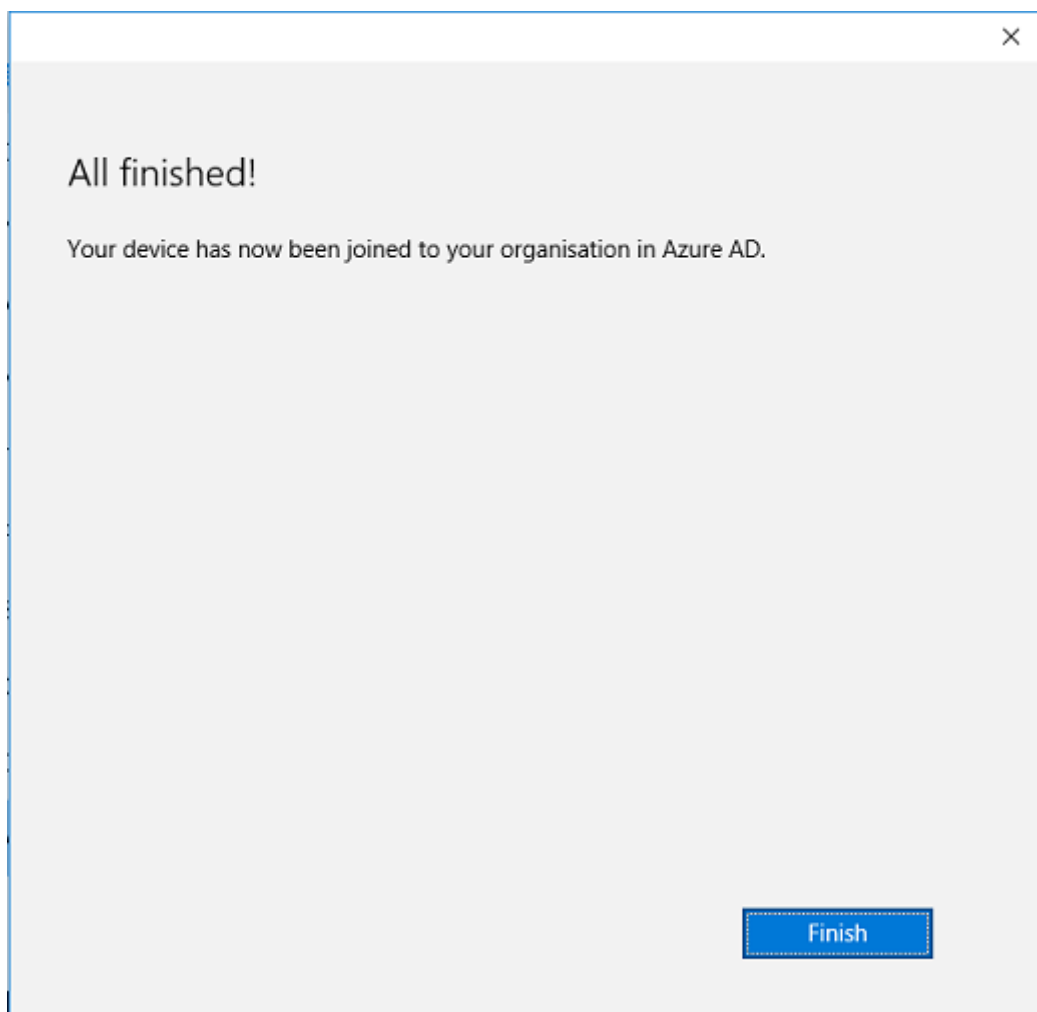 All finished!
Your device has now been joined to your organisation in Azure AD.
Finish